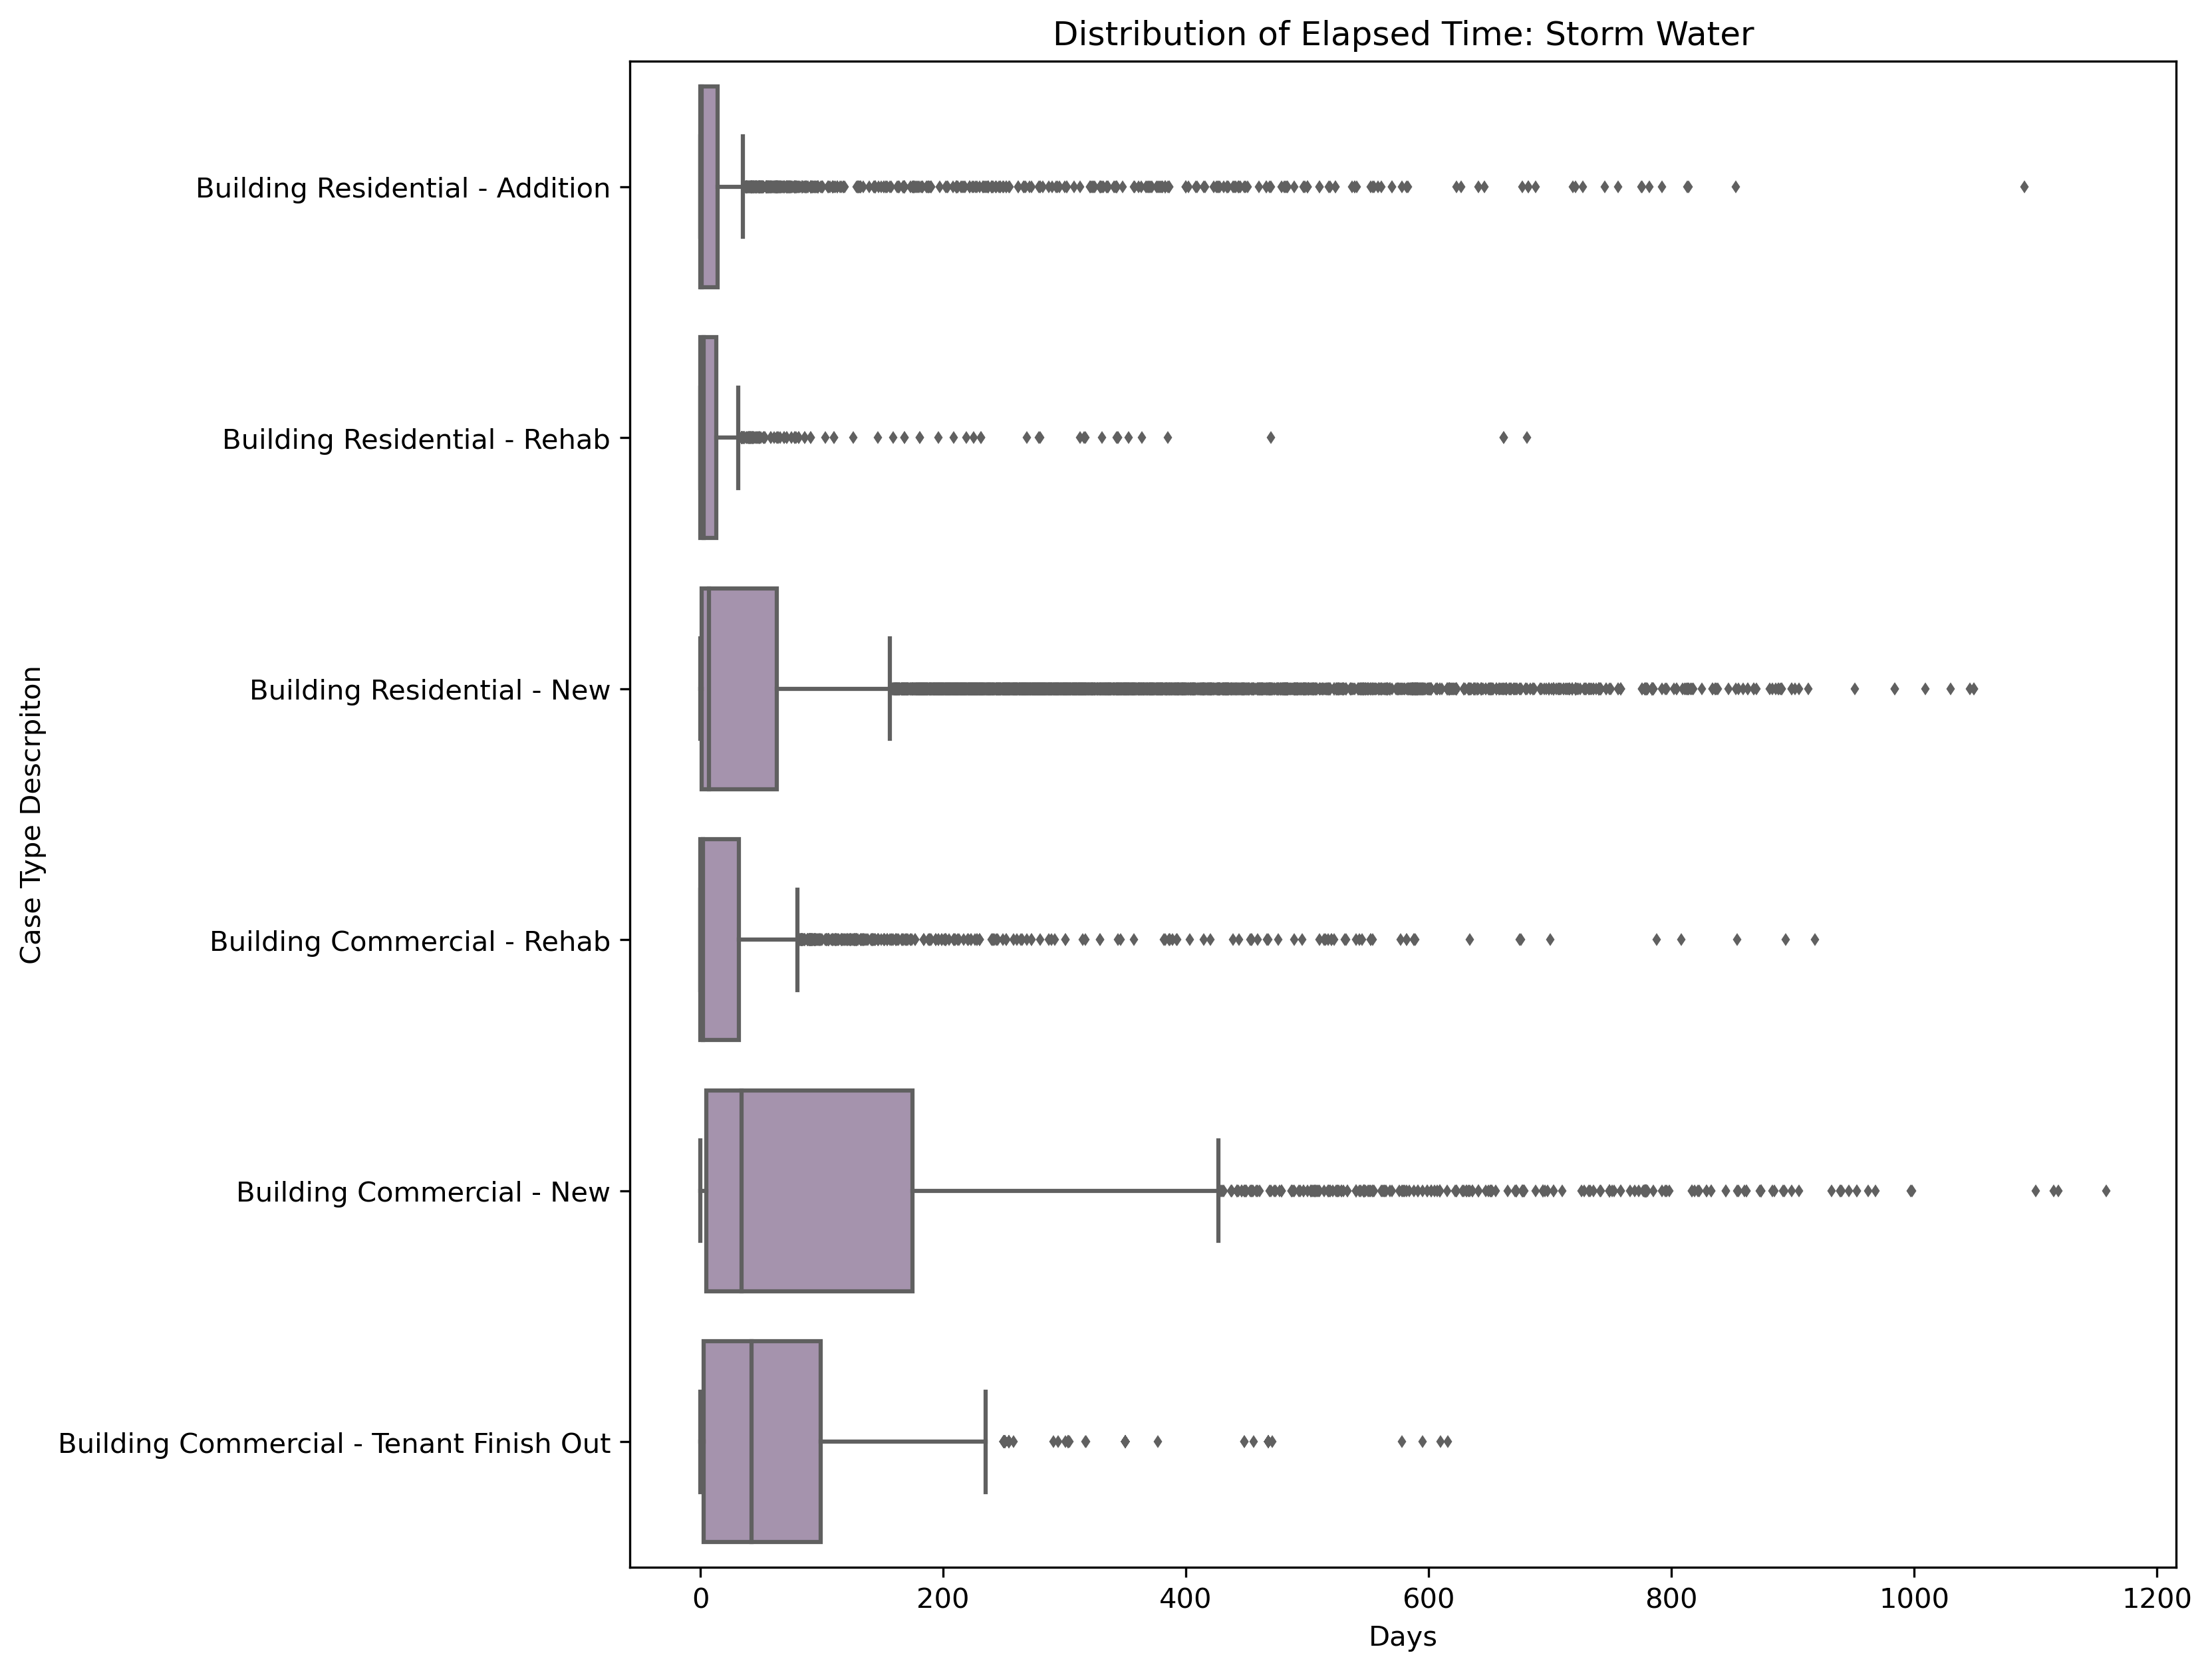 Distribution of Elapsed Time: Storm Water
Case Type Descrpiton
Building Residential - Addition
Building Residential - Rehab
Building Residential - New
Building Commercial - Rehab
Building Commercial - New
Building Commercial - Tenant Finish Out
0 200 400 600 800 1000 1200
Days